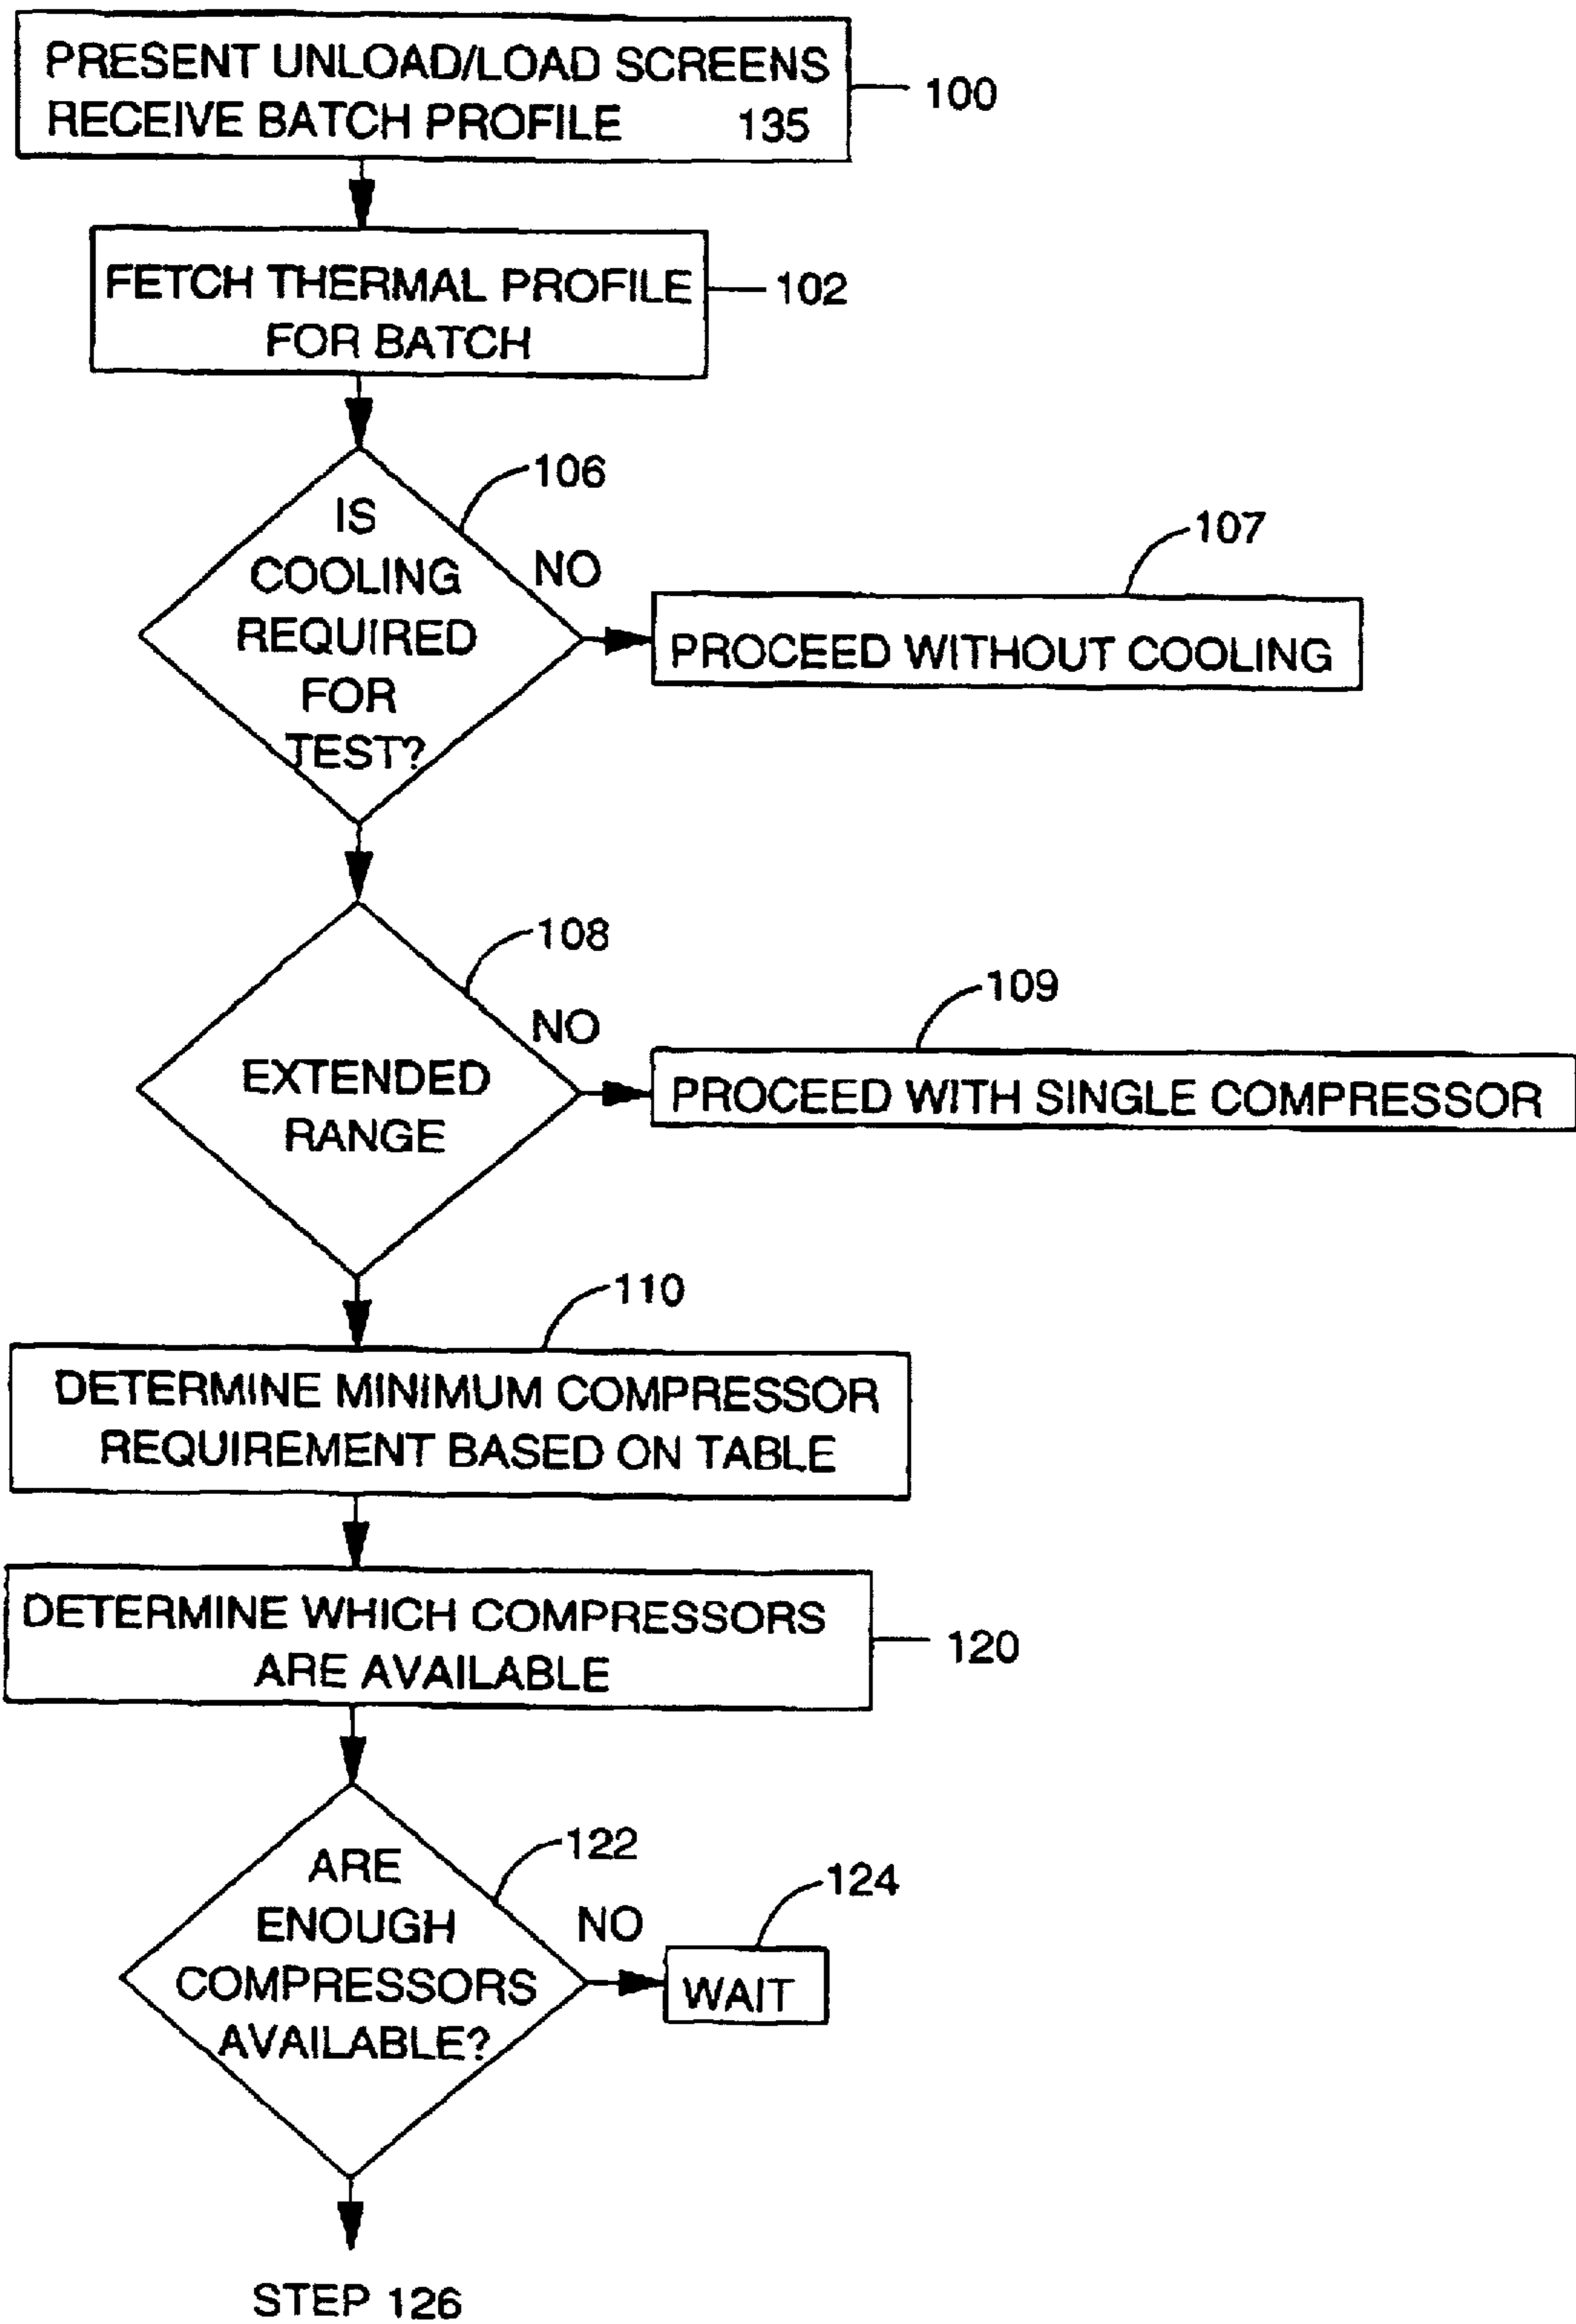 PRESENT UNLOAD/LOAD SCREENS
RECEIVE BATCH PROFILE 135
100
FETCH THERMAL PROFILE
FOR BATCH
102
106
IS
COOLING
REQUIRED
FOR
TEST?
NO
107
PROCEED WITHOUT COOLING
108
EXTENDED
RANGE
NO
109
PROCEED WITH SINGLE COMPRESSOR
110
DETERMINE MINIMUM COMPRESSOR
REQUIREMENT BASED ON TABLE
DETERMINE WHICH COMPRESSORS
ARE AVAILABLE
120
122
ARE
ENOUGH
COMPRESSORS
AVAILABLE?
NO
124
WAIT
STEP 126